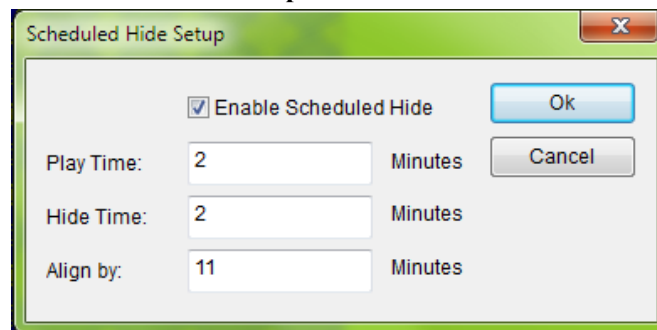 Scheduled Hide Setup
Enable Scheduled Hide
Ok
Play Time: 2 Minutes
Cancel
Hide Time: 2 Minutes
Align by: 11 Minutes